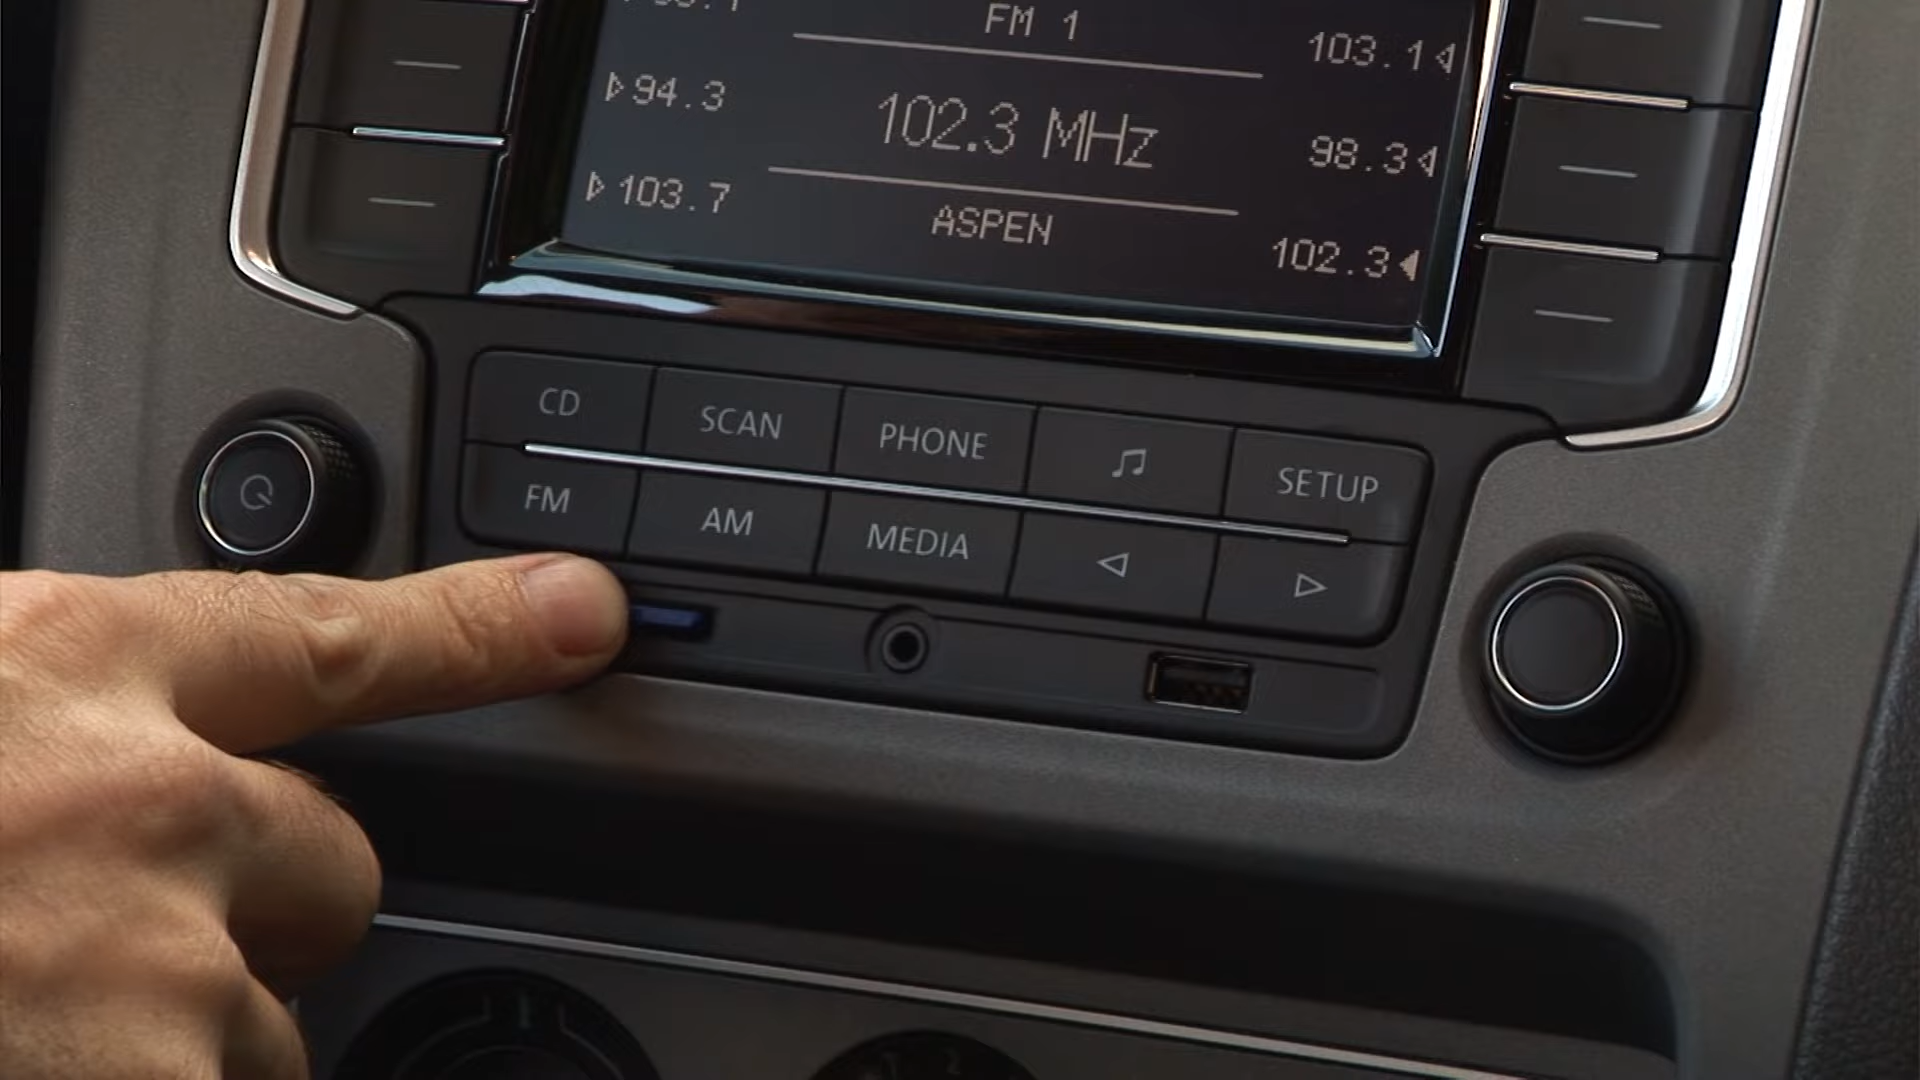 FM 1
103.1
94.3
102.3 MHz
98.3
103.7
ASPEN
102.3
CD
SCAN
PHONE
SETUP
FM
AM
MEDIA
2